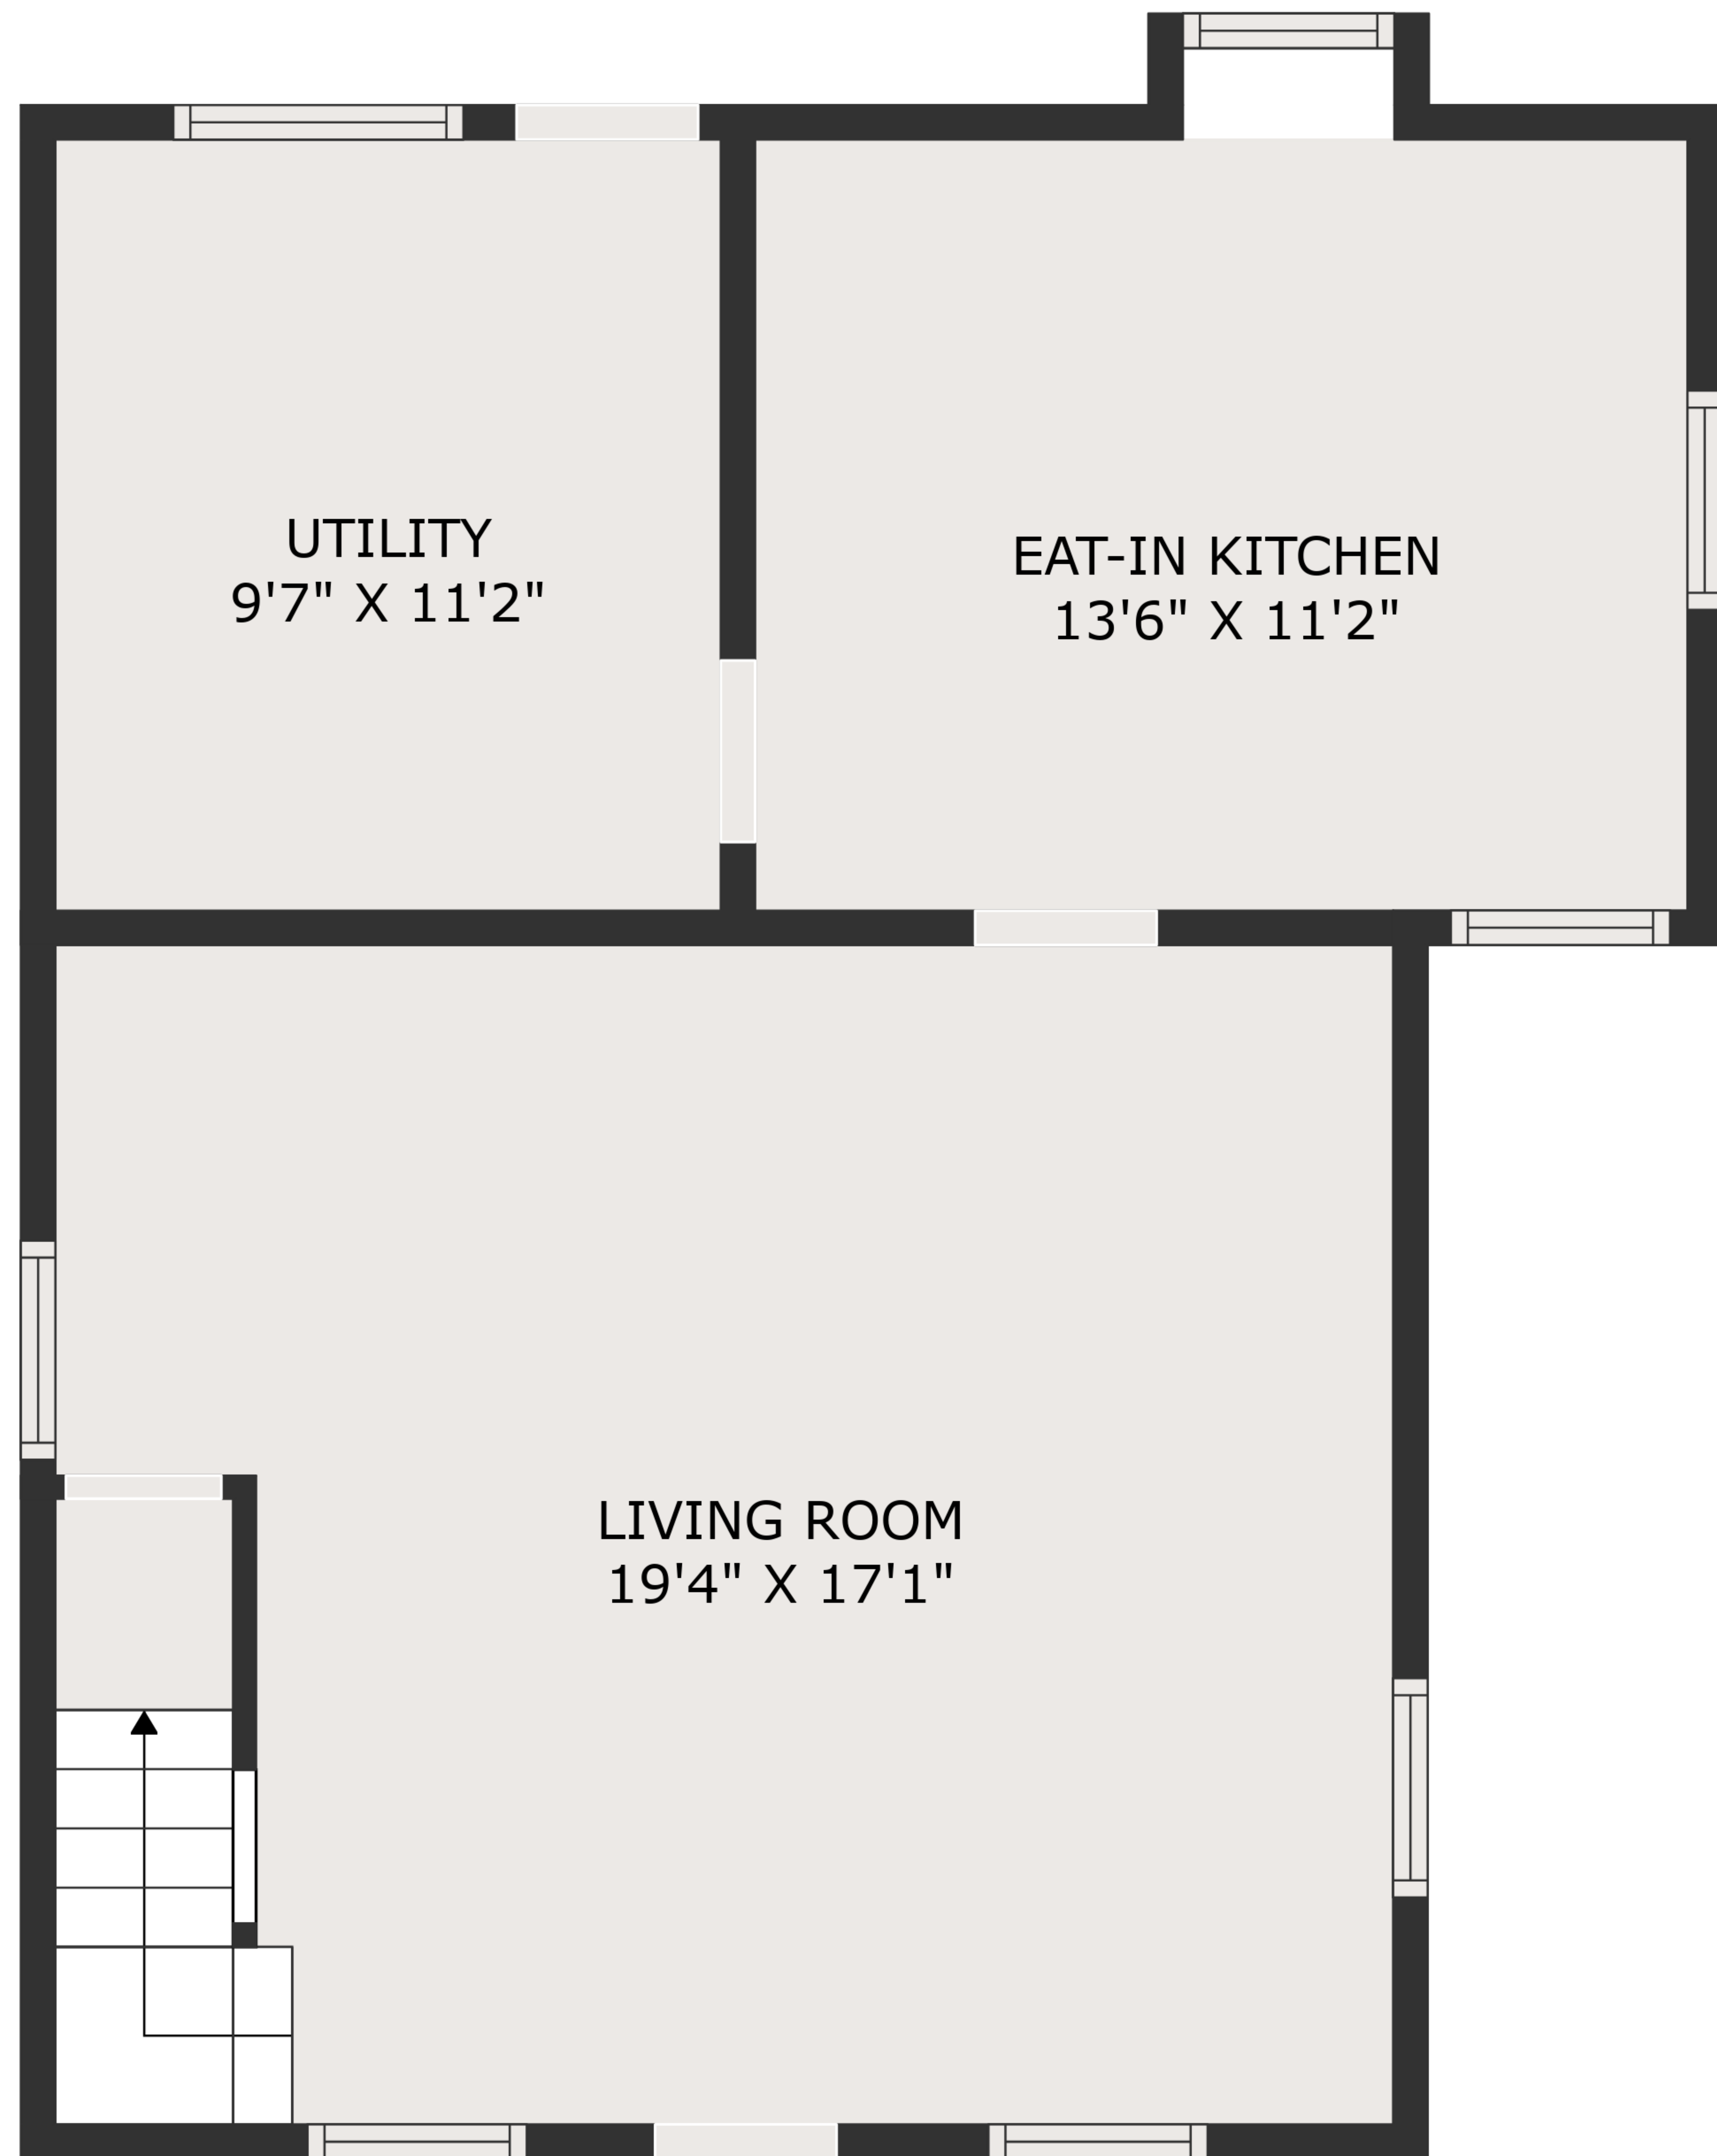 UTILITY
9'7" X 11'2"
EAT-IN KITCHEN
13'6" X 11'2"
LIVING ROOM
19'4" X 17'1"